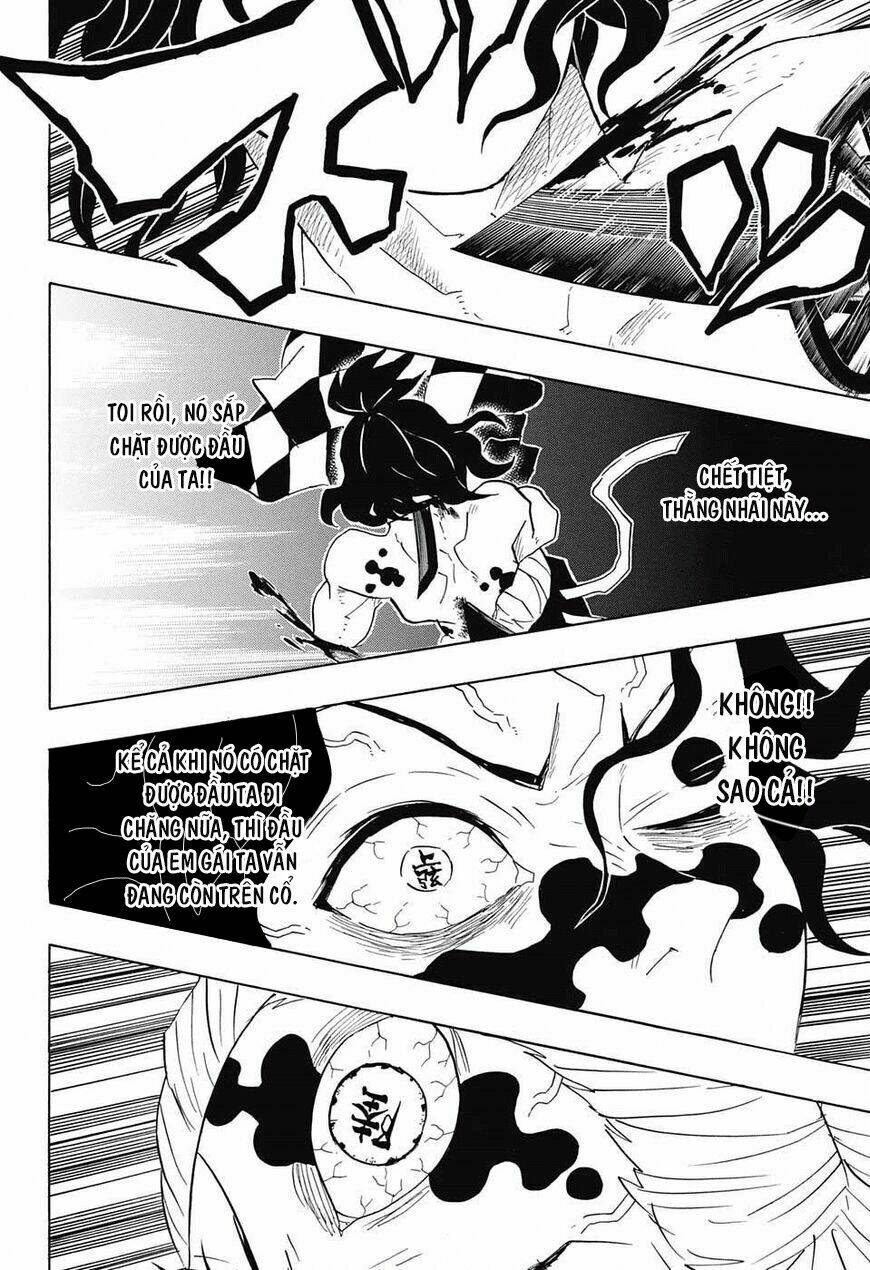 CHẾT TIỆT,
THẰNG NHÃI NÀY...
TOI RỒI, NÓ SẮP
CHẶT ĐƯỢC ĐẦU
CỦA TA!!
KHÔNG!!
KHÔNG
SAO CẢ!!
KỂ CẢ KHI NÓ CÓ CHẶT
ĐƯỢC ĐẦU TA ĐI
CHĂNG NỮA, THÌ ĐẦU
CỦA EM GÁI TA VẪN
ĐANG CÒN TRÊN CỔ.